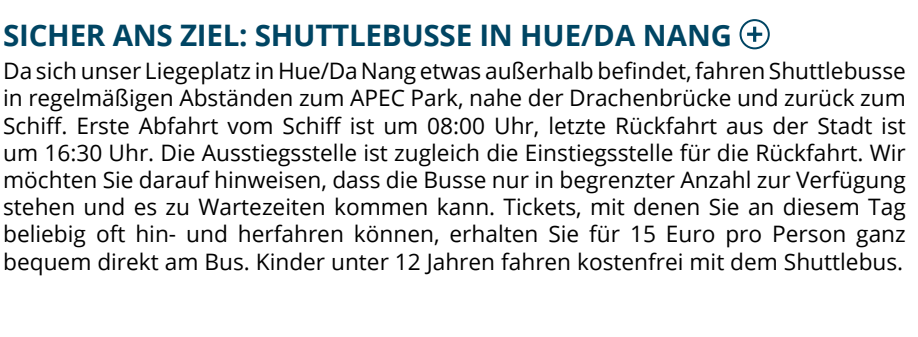 SICHER ANS ZIEL: SHUTTLEBUSSE IN HUE/DA NANG ⊕
Da sich unser Liegeplatz in Hue/Da Nang etwas außerhalb befindet, fahren Shuttlebusse
in regelmäßigen Abständen zum APEC Park, nahe der Drachenbrücke und zurück zum
Schiff. Erste Abfahrt vom Schiff ist um 08:00 Uhr, letzte Rückfahrt aus der Stadt ist
um 16:30 Uhr. Die Ausstiegsstelle ist zugleich die Einstiegsstelle für die Rückfahrt. Wir
möchten Sie darauf hinweisen, dass die Busse nur in begrenzter Anzahl zur Verfügung
stehen und es zu Wartezeiten kommen kann. Tickets, mit denen Sie an diesem Tag
beliebig oft hin- und herfahren können, erhalten Sie für 15 Euro pro Person ganz
bequem direkt am Bus. Kinder unter 12 Jahren fahren kostenfrei mit dem Shuttlebus.